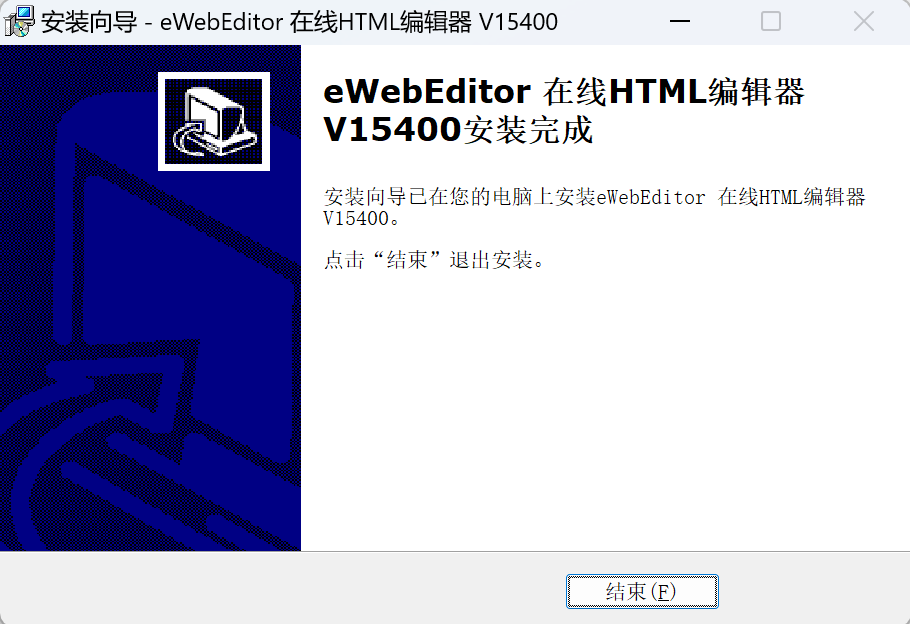 安装向导 - eWebEditor 在线HTML编辑器 V15400
eWebEditor 在线HTML编辑器
V15400安装完成
安装向导已在您的电脑上安装eWebEditor 在线HTML编辑器
V15400。
点击“结束”退出安装。
结束(F)